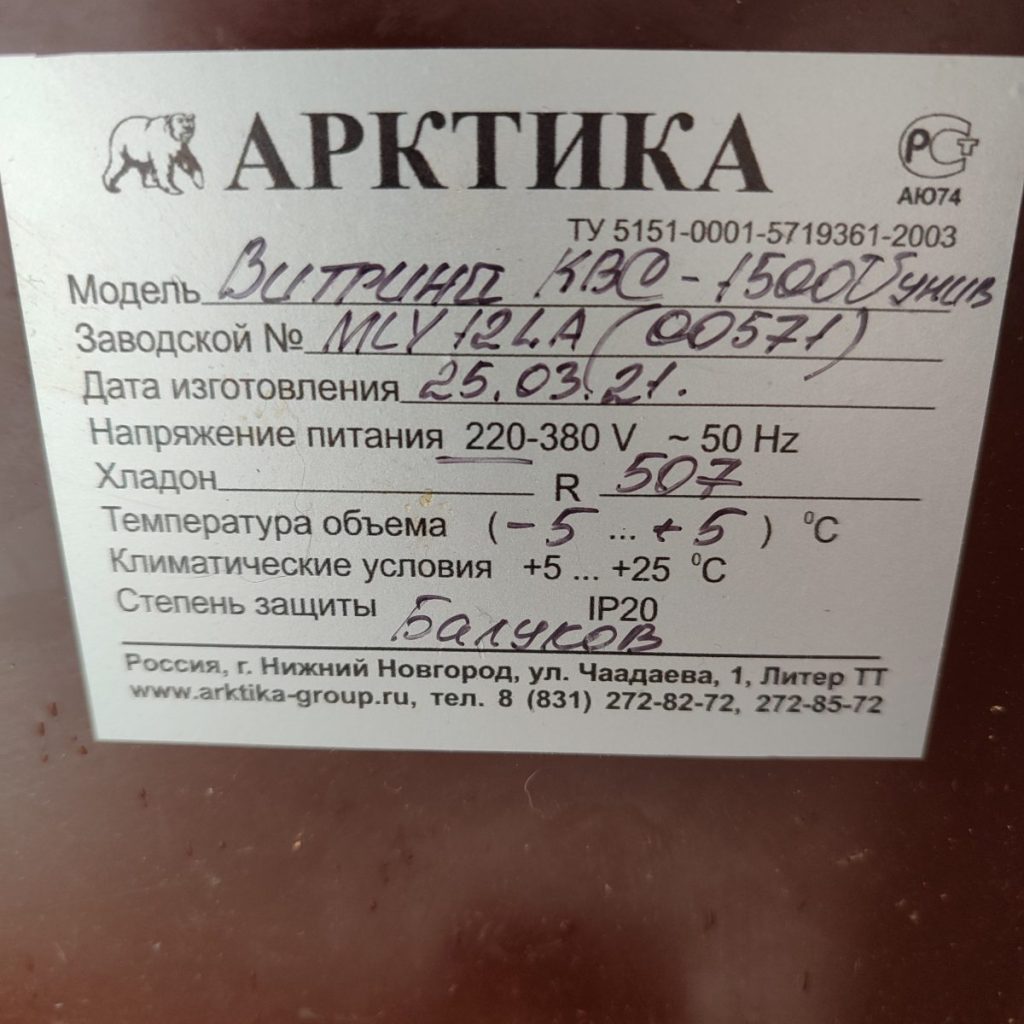 АРКТИКА
РСТ
АЮ74
ТУ 5151-0001-5719361-2003
Модель Витрина КВС-1500 Унив
Заводской № MLY12LA (00571)
Дата изготовления 25.03.21.
Напряжение питания 220-380 V ~ 50 Hz
Хладон R 507
Температура объема (-5 ... +5) °C
Климатические условия +5 ... +25 °C
Степень защиты IP20
Балуков
Россия, г. Нижний Новгород, ул. Чаадаева, 1, Литер ТТ
www.arktika-group.ru, тел. 8 (831) 272-82-72, 272-85-72